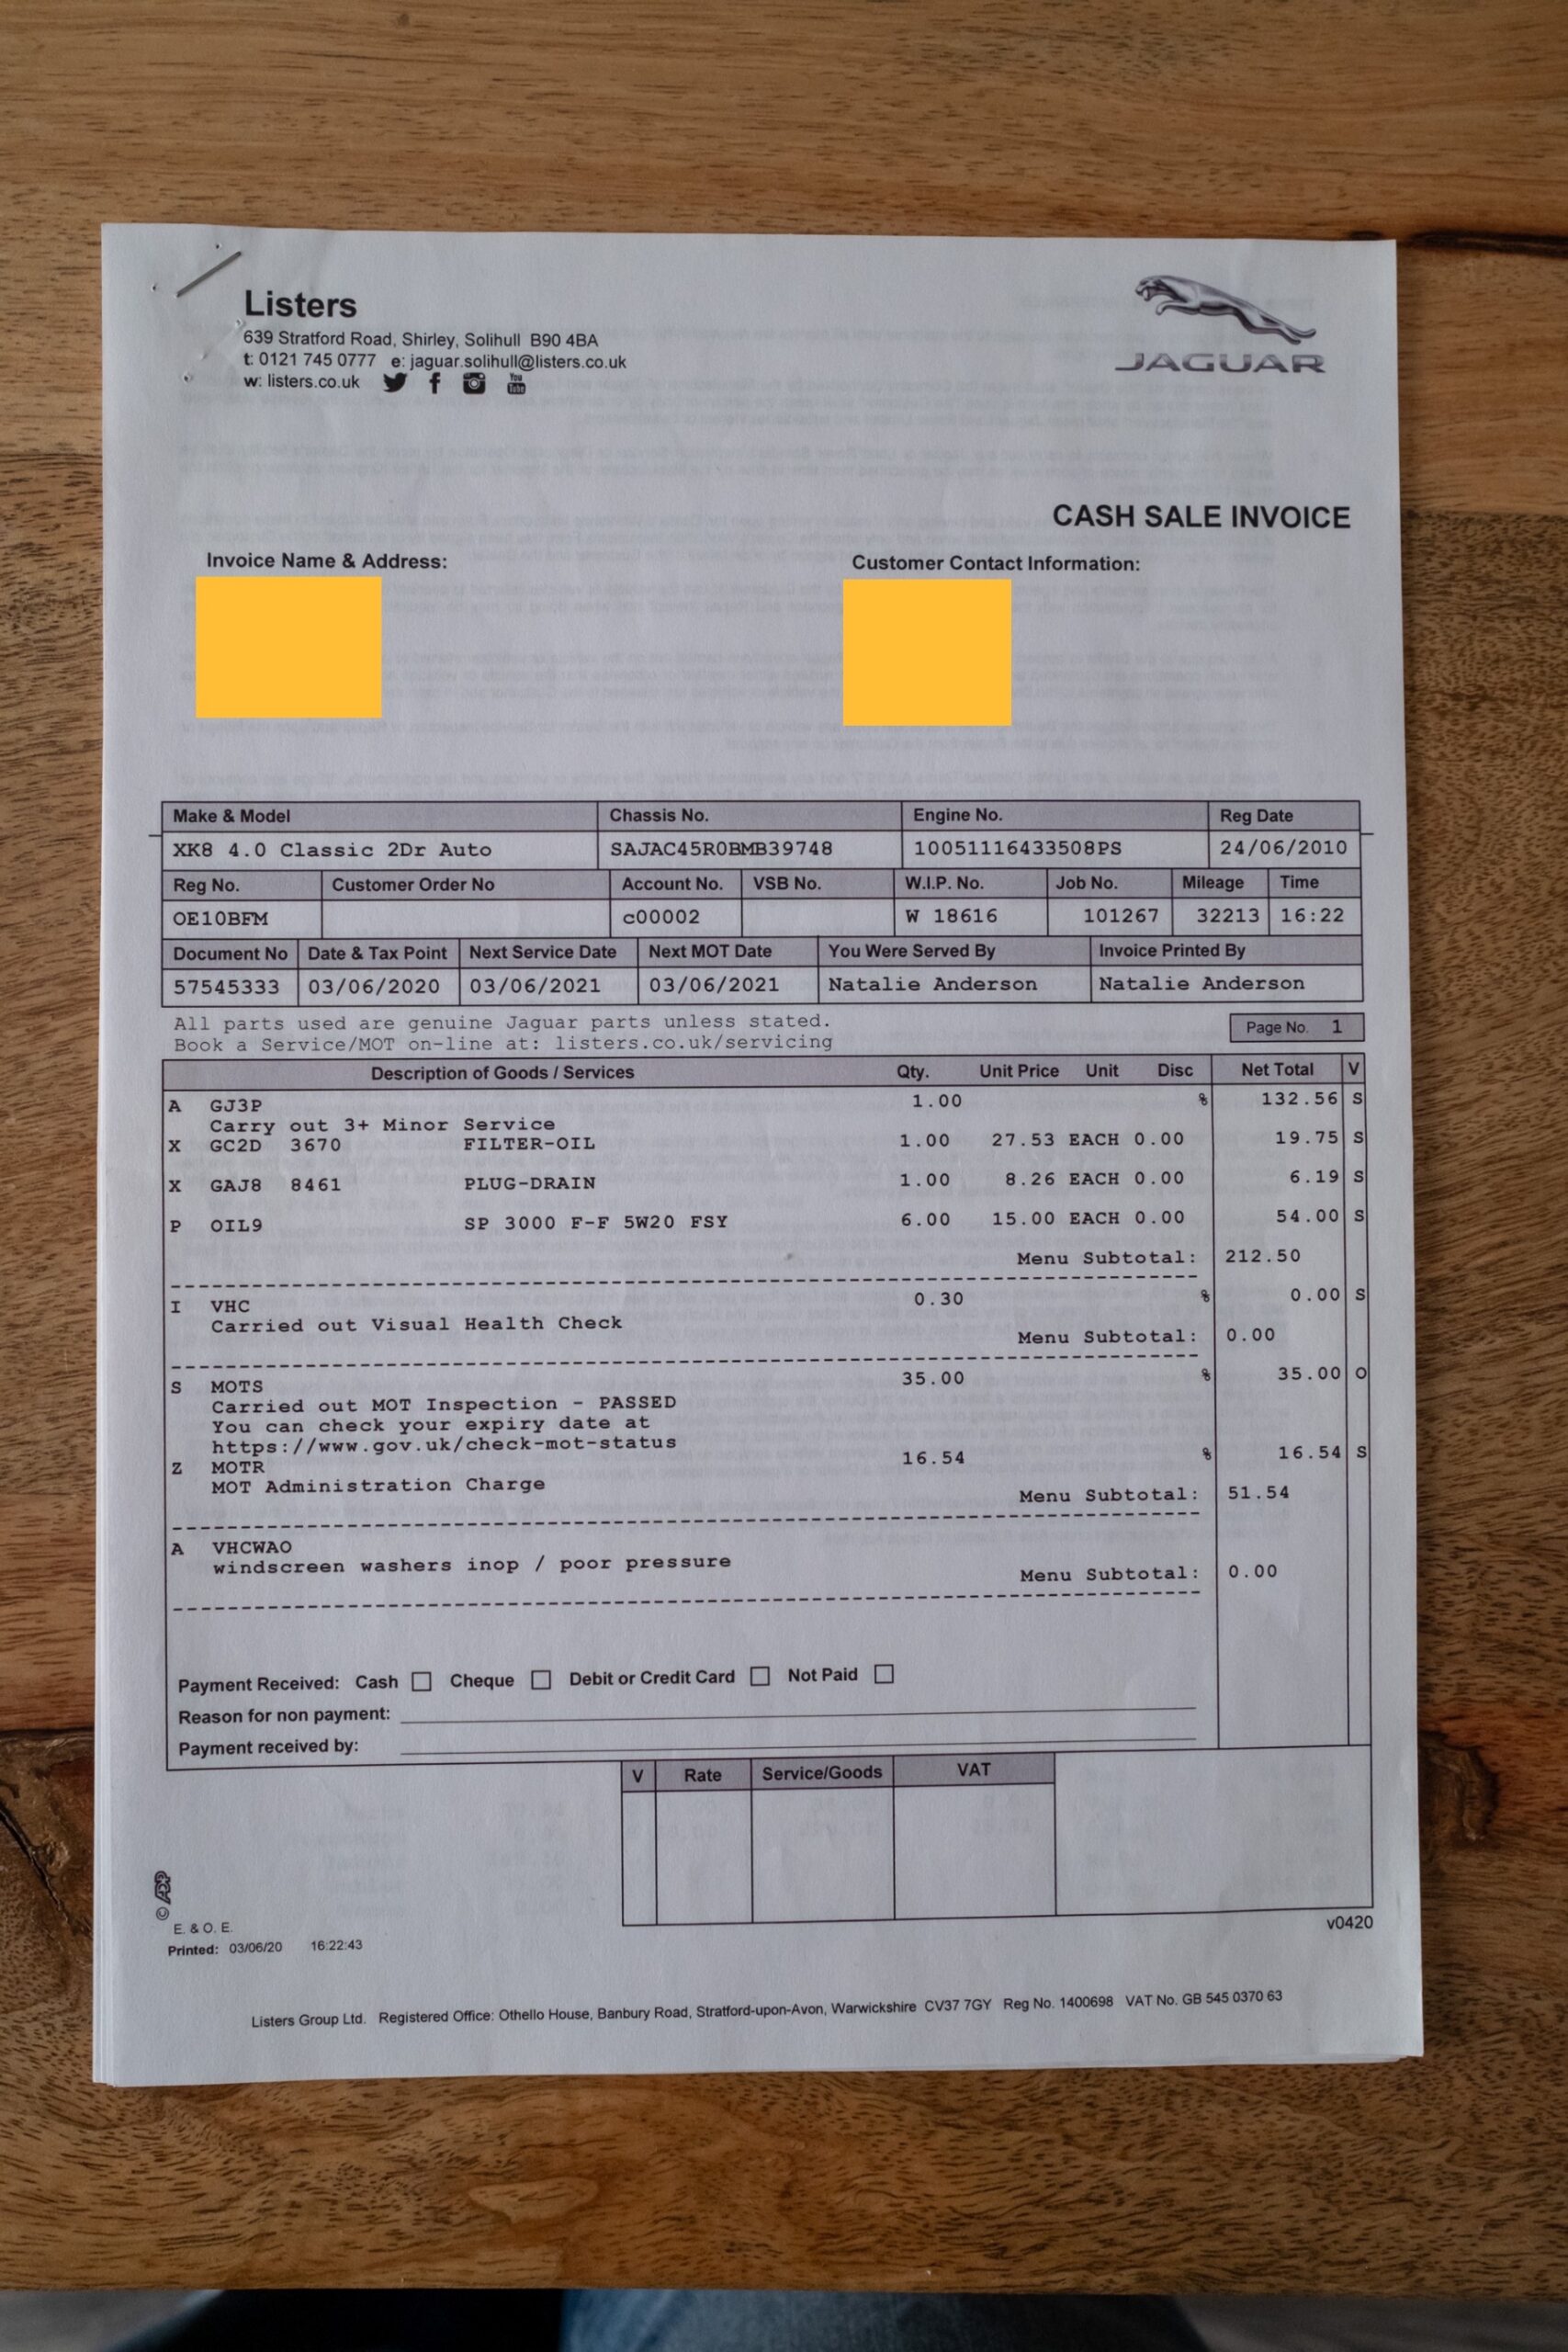 Listers
639 Stratford Road, Shirley, Solihull B90 4BA
t: 0121 745 0777 e: jaguar.solihull@listers.co.uk
w: listers.co.uk You Tube
JAGUAR
CASH SALE INVOICE
Invoice Name & Address: Customer Contact Information:
Make & Model Chassis No. Engine No. Reg Date
XK8 4.0 Classic 2Dr Auto SAJAC45R0BMB39748 10051116433508PS 24/06/2010
Reg No. Customer Order No Account No. VSB No. W.I.P. No. Job No. Mileage Time
OE10BFM c00002 W 18616 101267 32213 16:22
Document No Date & Tax Point Next Service Date Next MOT Date You Were Served By Invoice Printed By
57545333 03/06/2020 03/06/2021 03/06/2021 Natalie Anderson Natalie Anderson
All parts used are genuine Jaguar parts unless stated.
Book a Service/MOT on-line at: listers.co.uk/servicing
Page No. 1
Description of Goods / Services Qty. Unit Price Unit Disc Net Total V
A GJ3P 1.00 % 132.56 S
Carry out 3+ Minor Service
X GC2D 3670 FILTER-OIL 1.00 27.53 EACH 0.00 19.75 S
X GAJ8 8461 PLUG-DRAIN 1.00 8.26 EACH 0.00 6.19 S
P OIL9 SP 3000 F-F 5W20 FSY 6.00 15.00 EACH 0.00 54.00 S
Menu Subtotal: 212.50
I VHC 0.30 % 0.00 S
Carried out Visual Health Check
Menu Subtotal: 0.00
S MOTS 35.00 % 35.00 O
Carried out MOT Inspection - PASSED
You can check your expiry date at
https://www.gov.uk/check-mot-status
Z MOTR 16.54 % 16.54 S
MOT Administration Charge
Menu Subtotal: 51.54
A VHCWAO
windscreen washers inop / poor pressure
Menu Subtotal: 0.00
Payment Received: Cash Cheque Debit or Credit Card Not Paid
Reason for non payment:
Payment received by:
V Rate Service/Goods VAT
© ADP
E. & O. E.
v0420
Printed: 03/06/20 16:22:43
Listers Group Ltd. Registered Office: Othello House, Banbury Road, Stratford-upon-Avon, Warwickshire CV37 7GY Reg No. 1400698 VAT No. GB 545 0370 63